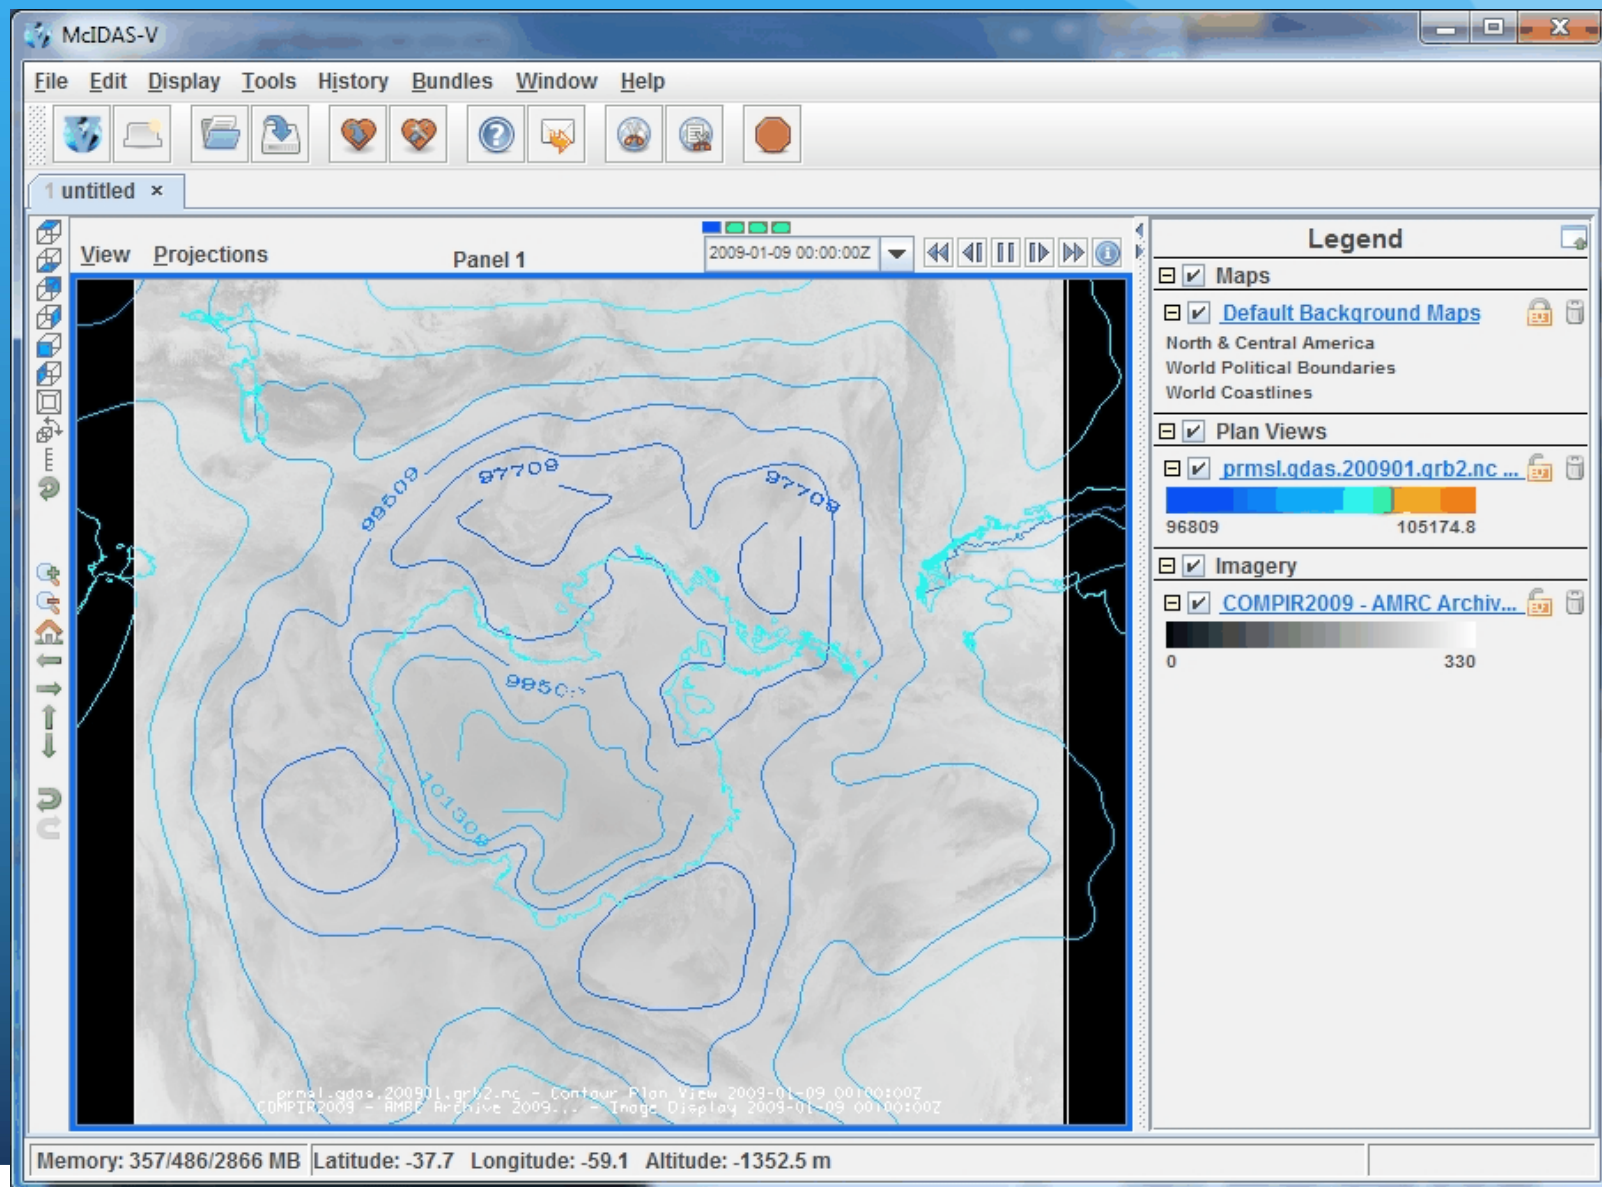 McIDAS-V
File Edit Display Tools History Bundles Window Help
1 untitled ×
View Projections Panel 1 2009-01-09 00:00:00Z
99509
97709
97709
9950
101309
prmsl.gdas.200901.grb2.nc - Contour Plan View 2009-01-09 00:00:00Z
COMPIR2009 - AMRC Archive 2009... - Image Display 2009-01-09 00:00:00Z
Legend
Maps
Default Background Maps
North & Central America
World Political Boundaries
World Coastlines
Plan Views
prmsl.gdas.200901.grb2.nc ...
96809 105174.8
Imagery
COMPIR2009 - AMRC Archiv...
0 330
Memory: 357/486/2866 MB Latitude: -37.7 Longitude: -59.1 Altitude: -1352.5 m